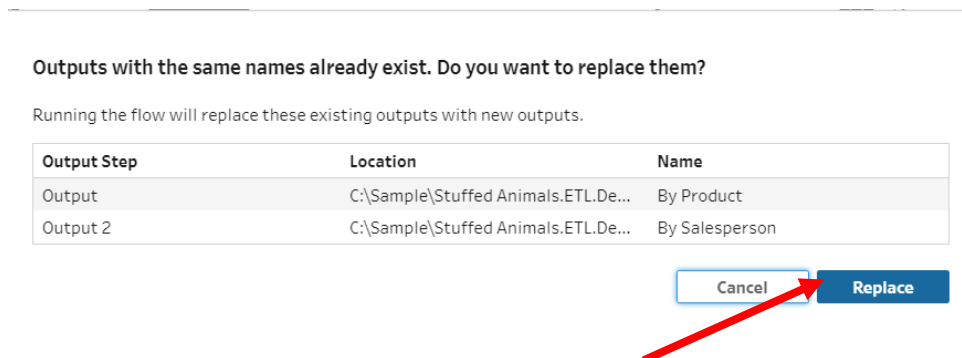 Outputs with the same names already exist. Do you want to replace them?
Running the flow will replace these existing outputs with new outputs.
Output Step Location Name
Output C:\Sample\Stuffed Animals.ETL.De... By Product
Output 2 C:\Sample\Stuffed Animals.ETL.De... By Salesperson
Cancel Replace